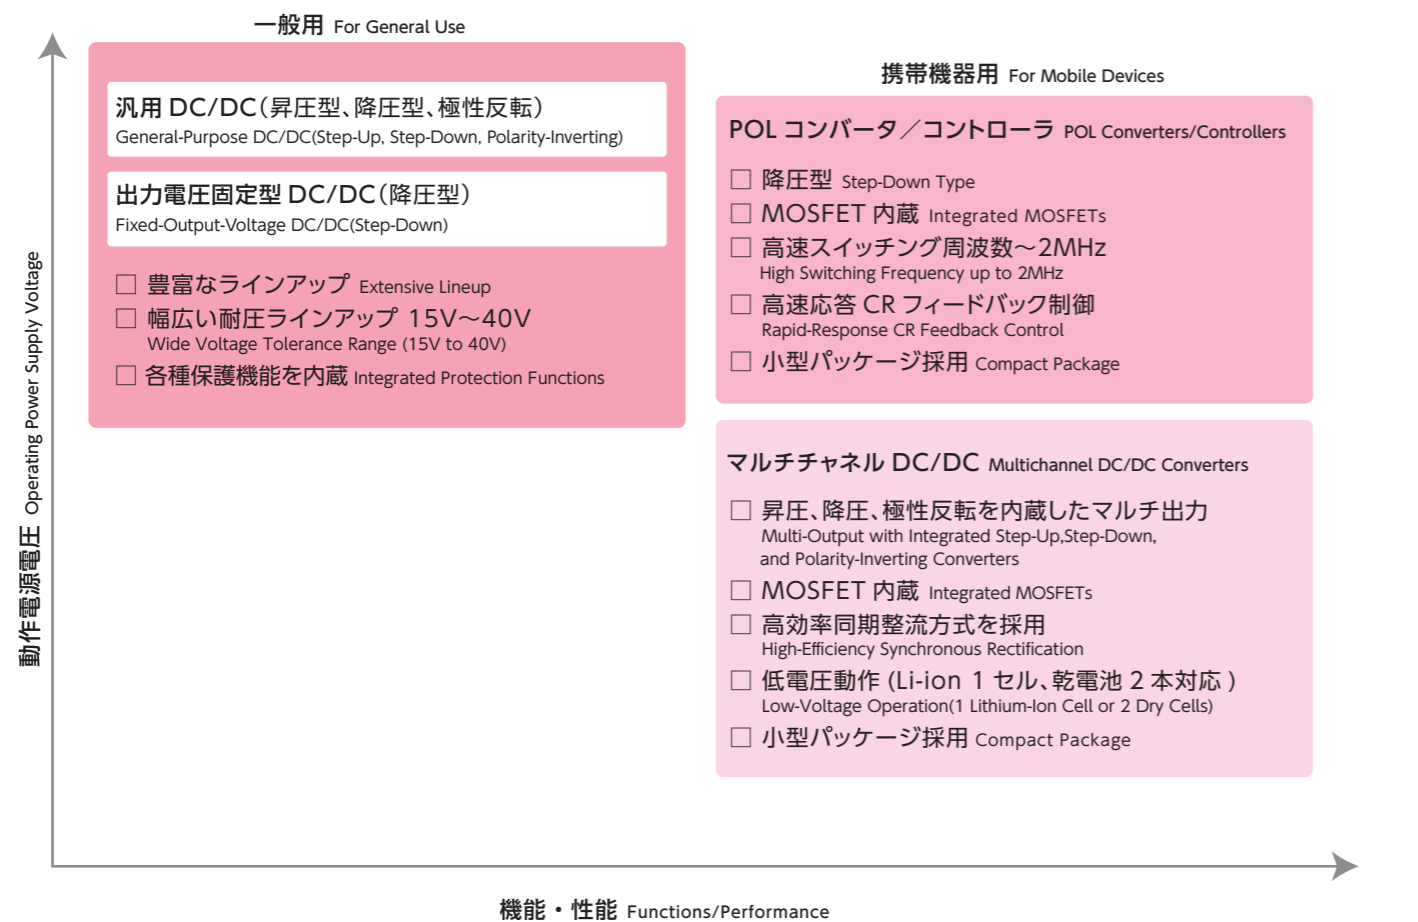 一般用 For General Use
汎用 DC/DC(昇圧型、降圧型、極性反転)
General-Purpose DC/DC(Step-Up, Step-Down, Polarity-Inverting)
出力電圧固定型 DC/DC(降圧型)
Fixed-Output-Voltage DC/DC(Step-Down)
□ 豊富なラインアップ Extensive Lineup
□ 幅広い耐圧ラインアップ 15V～40V
Wide Voltage Tolerance Range (15V to 40V)
□ 各種保護機能を内蔵 Integrated Protection Functions
携帯機器用 For Mobile Devices
POL コンバータ／コントローラ POL Converters/Controllers
□ 降圧型 Step-Down Type
□ MOSFET 内蔵 Integrated MOSFETs
□ 高速スイッチング周波数～2MHz
High Switching Frequency up to 2MHz
□ 高速応答 CR フィードバック制御
Rapid-Response CR Feedback Control
□ 小型パッケージ採用 Compact Package
マルチチャネル DC/DC Multichannel DC/DC Converters
□ 昇圧、降圧、極性反転を内蔵したマルチ出力
Multi-Output with Integrated Step-Up,Step-Down,
and Polarity-Inverting Converters
□ MOSFET 内蔵 Integrated MOSFETs
□ 高効率同期整流方式を採用
High-Efficiency Synchronous Rectification
□ 低電圧動作 (Li-ion 1 セル、乾電池 2 本対応 )
Low-Voltage Operation(1 Lithium-Ion Cell or 2 Dry Cells)
□ 小型パッケージ採用 Compact Package
動作電源電圧 Operating Power Supply Voltage
機能・性能 Functions/Performance